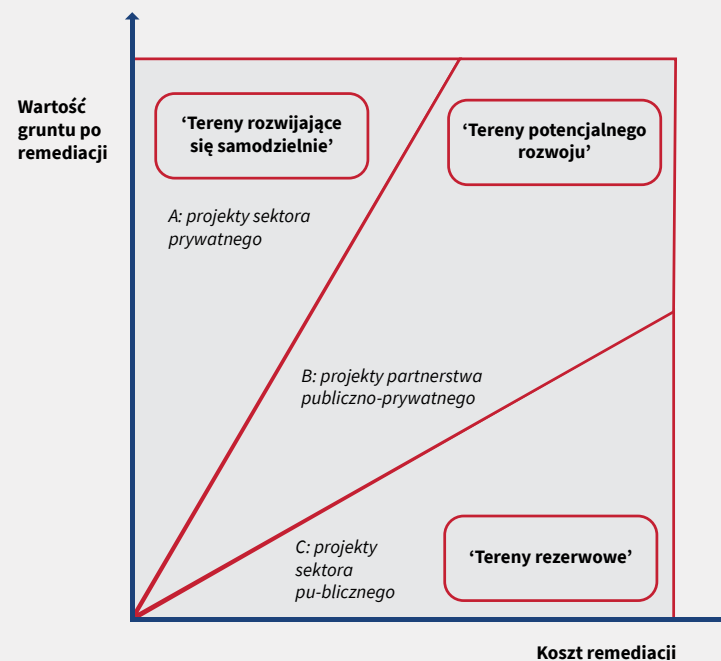 Wartość
gruntu po
remediacji
‘Tereny rozwijające
się samodzielnie’
‘Tereny potencjalnego
rozwoju’
A: projekty sektora
prywatnego
B: projekty partnerstwa
publiczno-prywatnego
C: projekty
sektora
pu-blicznego
‘Tereny rezerwowe’
Koszt remediacji